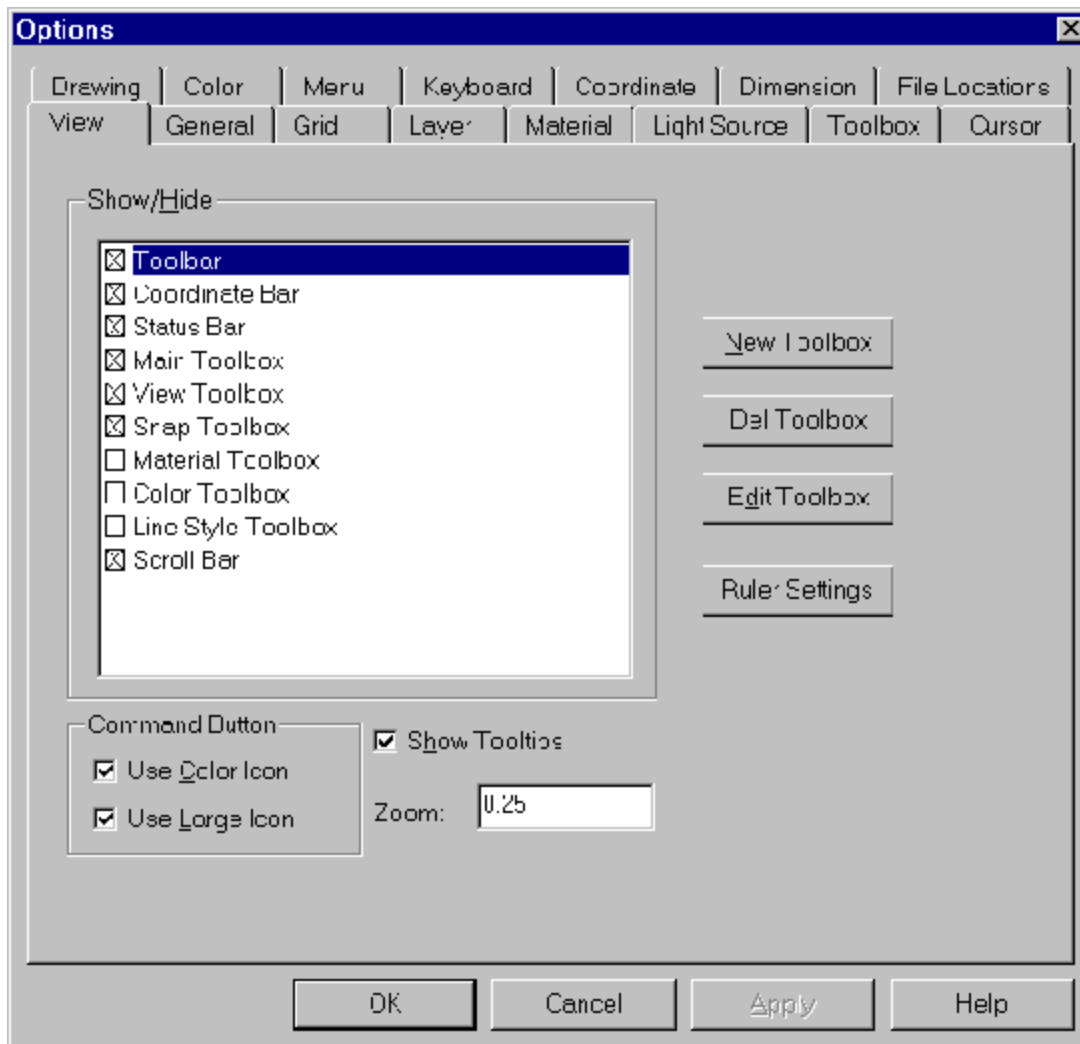 Options
Drawing Color Menu Keyboard Coordinate Dimension File Locations
View General Grid Layer Material Light Source Toolbox Cursor
Show/Hide
Toolbar
Coordinate Bar
Status Bar
Main Toolbox
View Toolbox
Snap Toolbox
Material Toolbox
Color Toolbox
Line Style Toolbox
Scroll Bar
New Toolbox
Del Toolbox
Edit Toolbox
Ruler Settings
Command Button
Use Color Icon
Use Large Icon
Show Tooltips
Zoom: 0.25
OK Cancel Apply Help